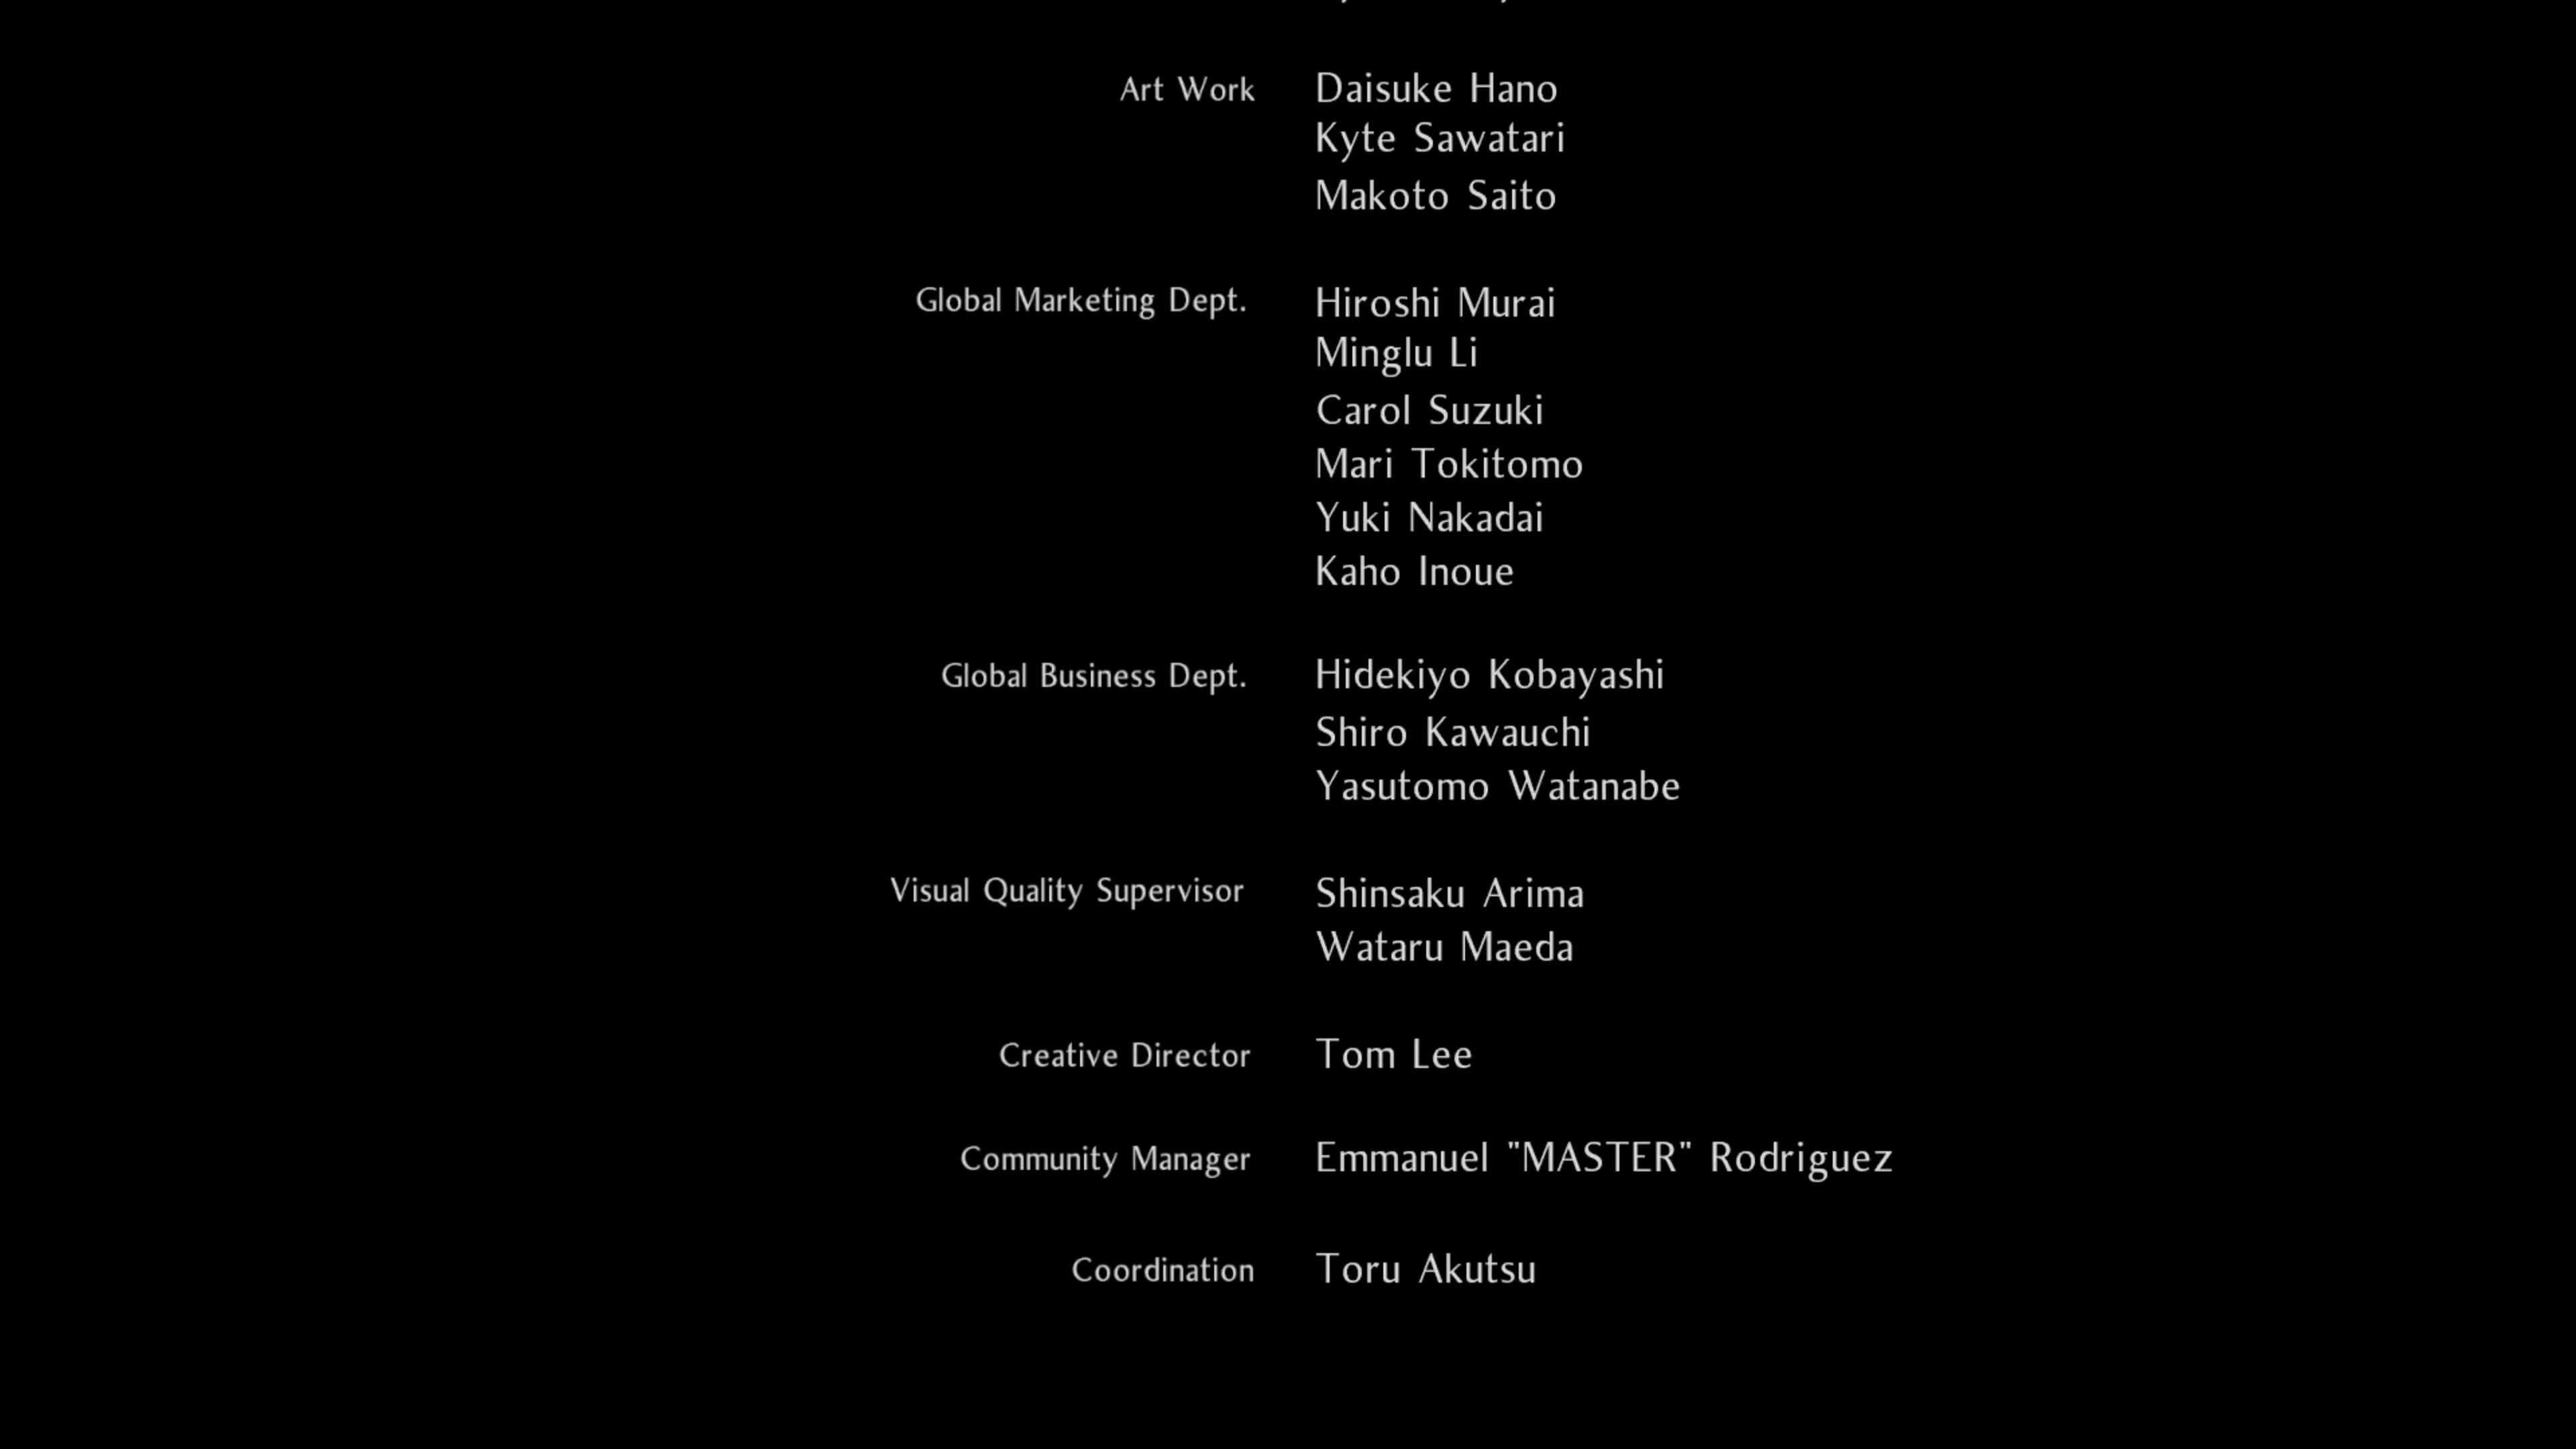 Art Work Daisuke Hano
Kyte Sawatari
Makoto Saito
Global Marketing Dept. Hiroshi Murai
Minglu Li
Carol Suzuki
Mari Tokitomo
Yuki Nakadai
Kaho Inoue
Global Business Dept. Hidekiyo Kobayashi
Shiro Kawauchi
Yasutomo Watanabe
Visual Quality Supervisor Shinsaku Arima
Wataru Maeda
Creative Director Tom Lee
Community Manager Emmanuel "MASTER" Rodriguez
Coordination Toru Akutsu